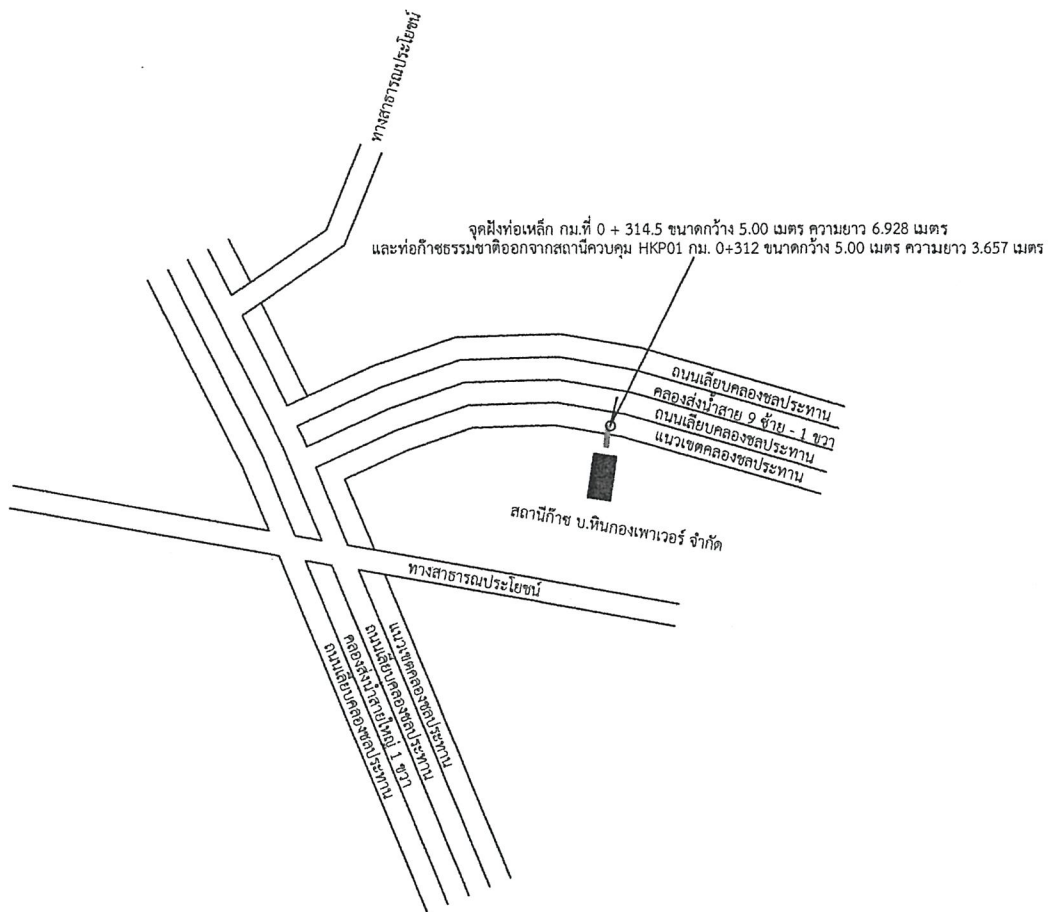 ทางสาธารณประโยชน์
จุดฝังท่อเหล็ก กม.ที่ 0 + 314.5 ขนาดกว้าง 5.00 เมตร ความยาว 6.928 เมตร
และท่อก๊าซธรรมชาติออกจากสถานีควบคุม HKP01 กม. 0+312 ขนาดกว้าง 5.00 เมตร ความยาว 3.657 เมตร
ถนนเลียบคลองชลประทาน
คลองส่งน้ำสาย 9 ซ้าย - 1 ขวา
ถนนเลียบคลองชลประทาน
แนวเขตคลองชลประทาน
สถานีก๊าซ บ.หินกองเพาเวอร์ จำกัด
ทางสาธารณประโยชน์
แนวเขตคลองชลประทาน
ถนนเลียบคลองชลประทาน
คลองส่งน้ำสายใหญ่ 1 ขวา
ถนนเลียบคลองชลประทาน